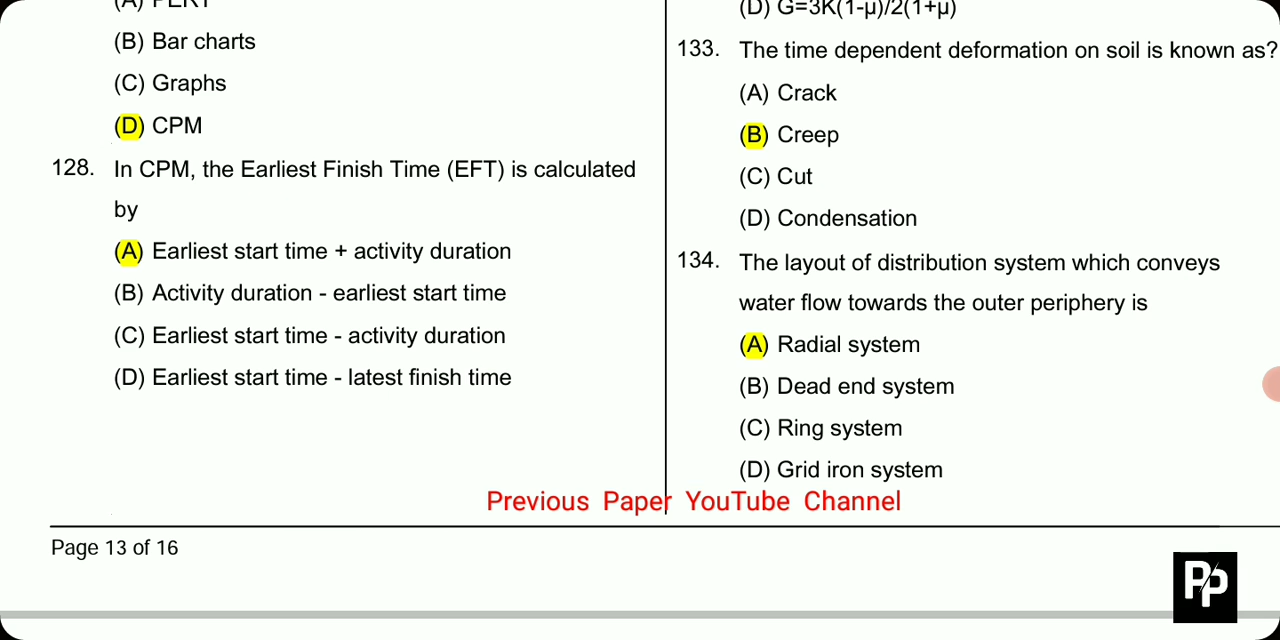 (A) PERT
(B) Bar charts
(C) Graphs
(D) CPM
128. In CPM, the Earliest Finish Time (EFT) is calculated
by
(A) Earliest start time + activity duration
(B) Activity duration - earliest start time
(C) Earliest start time - activity duration
(D) Earliest start time - latest finish time
(D) G=3K(1-μ)/2(1+μ)
133. The time dependent deformation on soil is known as?
(A) Crack
(B) Creep
(C) Cut
(D) Condensation
134. The layout of distribution system which conveys
water flow towards the outer periphery is
(A) Radial system
(B) Dead end system
(C) Ring system
(D) Grid iron system
Previous Paper YouTube Channel
Page 13 of 16
Pp